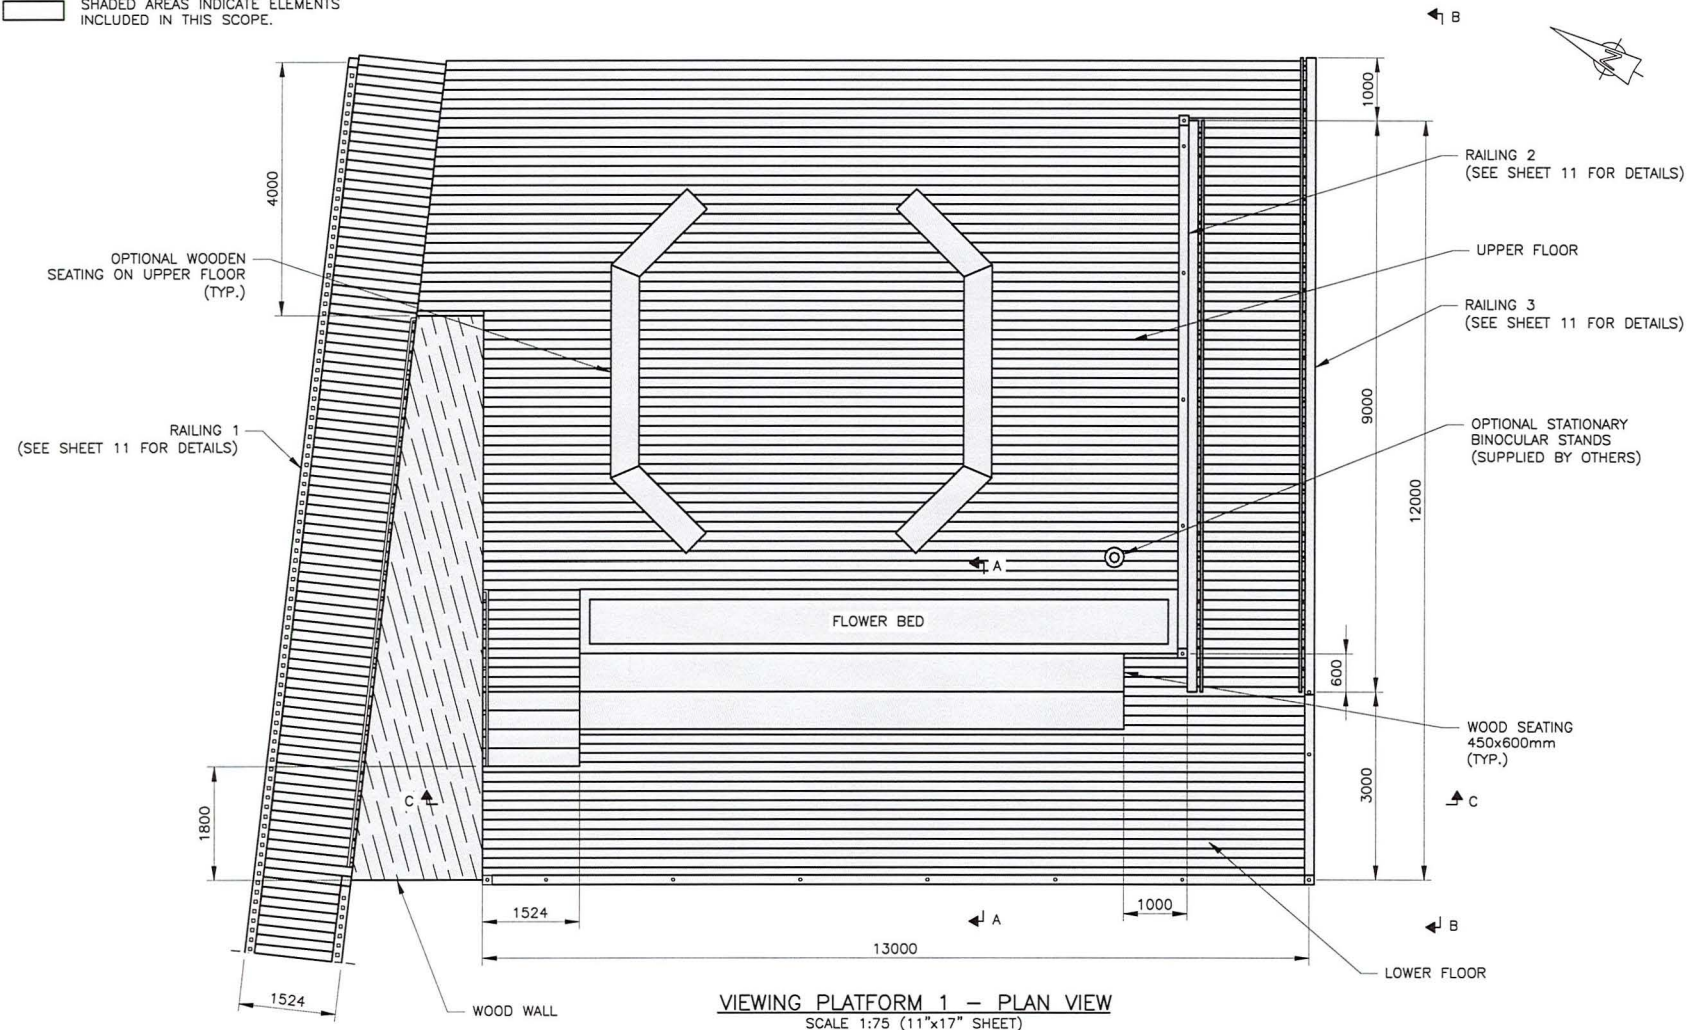 SHADED AREAS INDICATE ELEMENTS
INCLUDED IN THIS SCOPE.
B
N
1000
4000
RAILING 2
(SEE SHEET 11 FOR DETAILS)
OPTIONAL WOODEN
SEATING ON UPPER FLOOR
(TYP.)
UPPER FLOOR
RAILING 3
(SEE SHEET 11 FOR DETAILS)
9000
12000
RAILING 1
(SEE SHEET 11 FOR DETAILS)
OPTIONAL STATIONARY
BINOCULAR STANDS
(SUPPLIED BY OTHERS)
A
FLOWER BED
600
WOOD SEATING
450x600mm
(TYP.)
3000
1800
C
C
1524
A
1000
B
13000
LOWER FLOOR
1524
WOOD WALL
VIEWING PLATFORM 1 – PLAN VIEW
SCALE 1:75 (11"x17" SHEET)